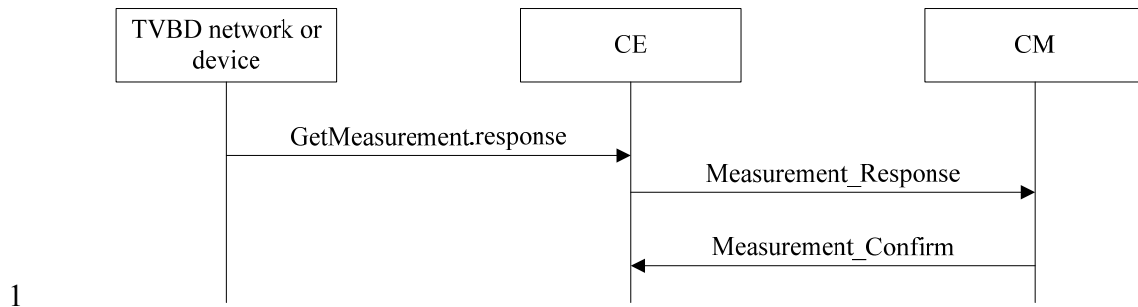 TVBD network or
device
CE
CM
GetMeasurement.response
Measurement_Response
Measurement_Confirm
1